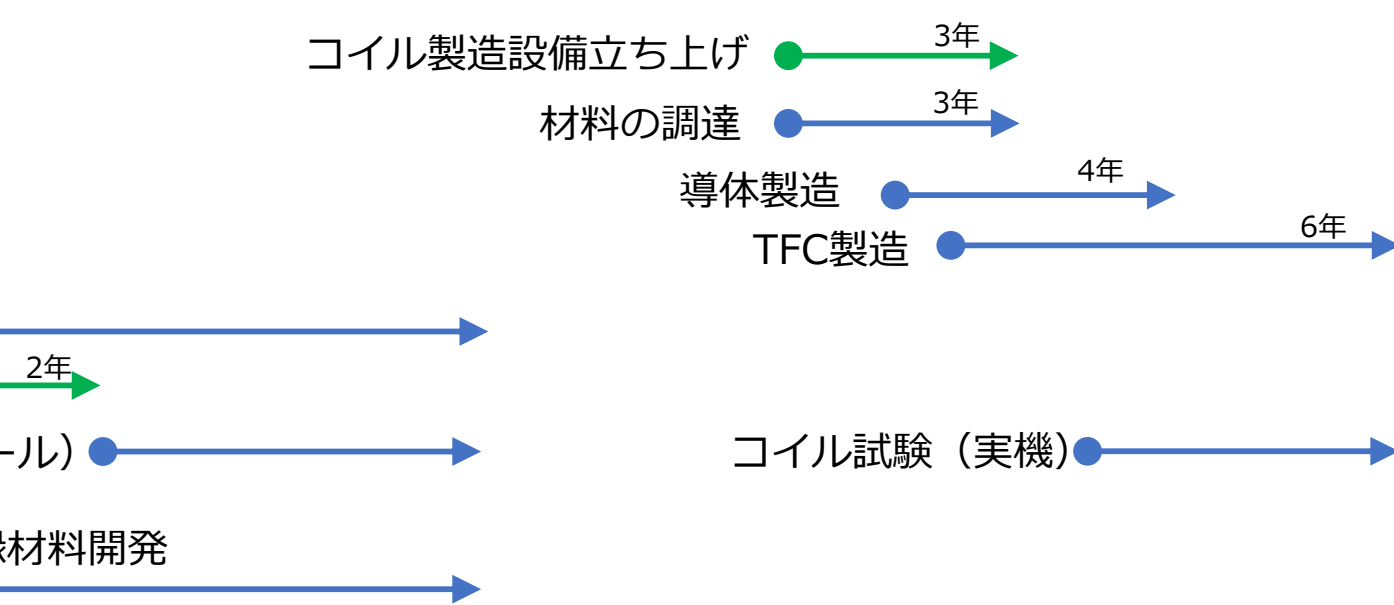 コイル製造設備立ち上げ 3年
材料の調達 3年
導体製造 4年
TFC製造 6年
2年
ール) コイル試験(実機)
材料開発